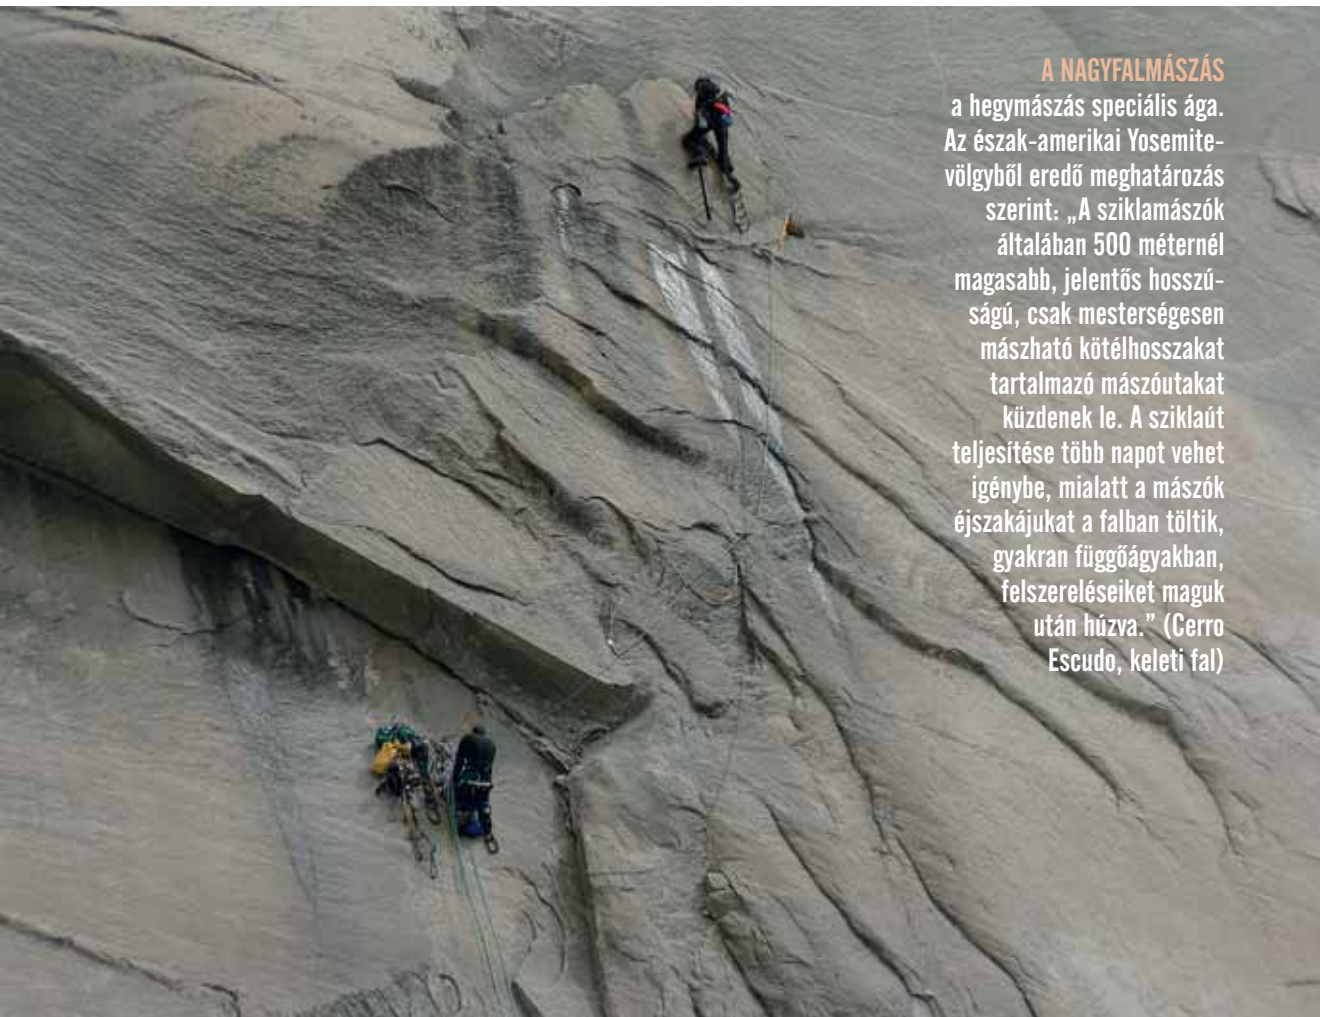 A NAGYFALMÁSZÁS
a hegymászás speciális ága.
Az észak-amerikai Yosemite-
völgyből eredő meghatározás
szerint: „A sziklamászók
általában 500 méternél
magasabb, jelentős hosszú-
ságú, csak mesterségesen
mászható kötélhosszakat
tartalmazó mászóutakat
küzdenek le. A sziklaút
teljesítése több napot vehet
igénybe, mialatt a mászók
éjszakájukat a falban töltik,
gyakran függőágyakban,
felszereléseiket maguk
után húzva.” (Cerro
Escudo, keleti fal)